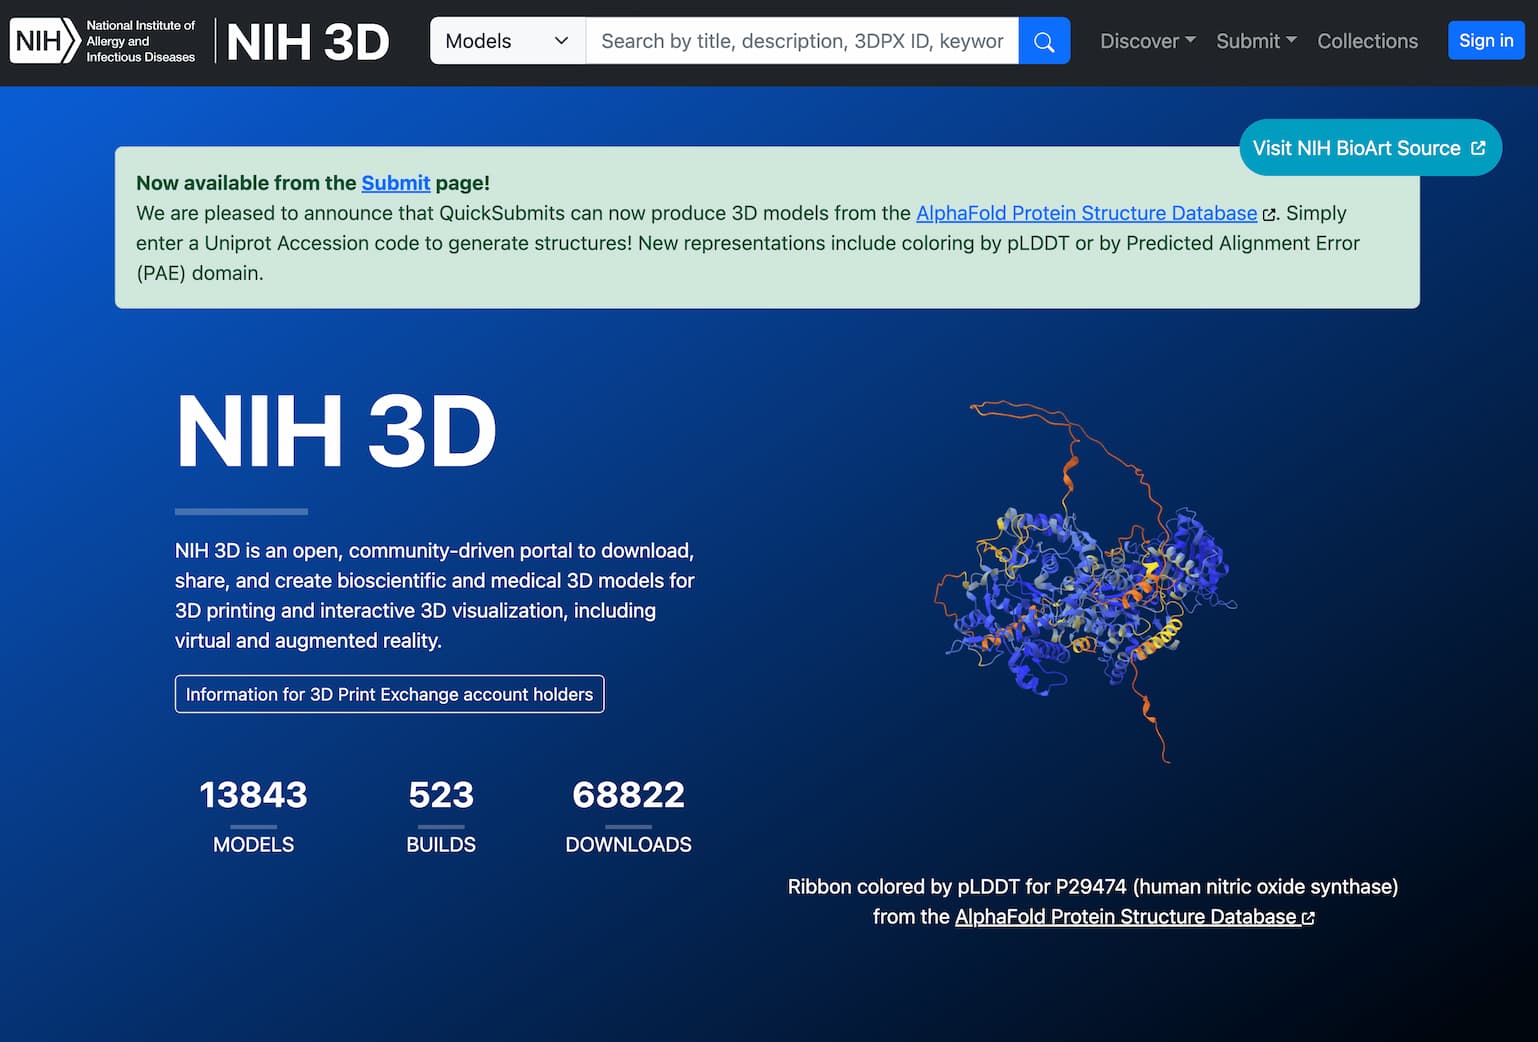 NIH
National Institute of
Allergy and
Infectious Diseases
NIH 3D
Models
Search by title, description, 3DPX ID, keywor
Discover
Submit
Collections
Sign in
Visit NIH BioArt Source
Now available from the Submit page!
We are pleased to announce that QuickSubmits can now produce 3D models from the AlphaFold Protein Structure Database. Simply
enter a Uniprot Accession code to generate structures! New representations include coloring by pLDDT or by Predicted Alignment Error
(PAE) domain.
NIH 3D
NIH 3D is an open, community-driven portal to download,
share, and create bioscientific and medical 3D models for
3D printing and interactive 3D visualization, including
virtual and augmented reality.
Information for 3D Print Exchange account holders
13843
MODELS
523
BUILDS
68822
DOWNLOADS
Ribbon colored by pLDDT for P29474 (human nitric oxide synthase)
from the AlphaFold Protein Structure Database